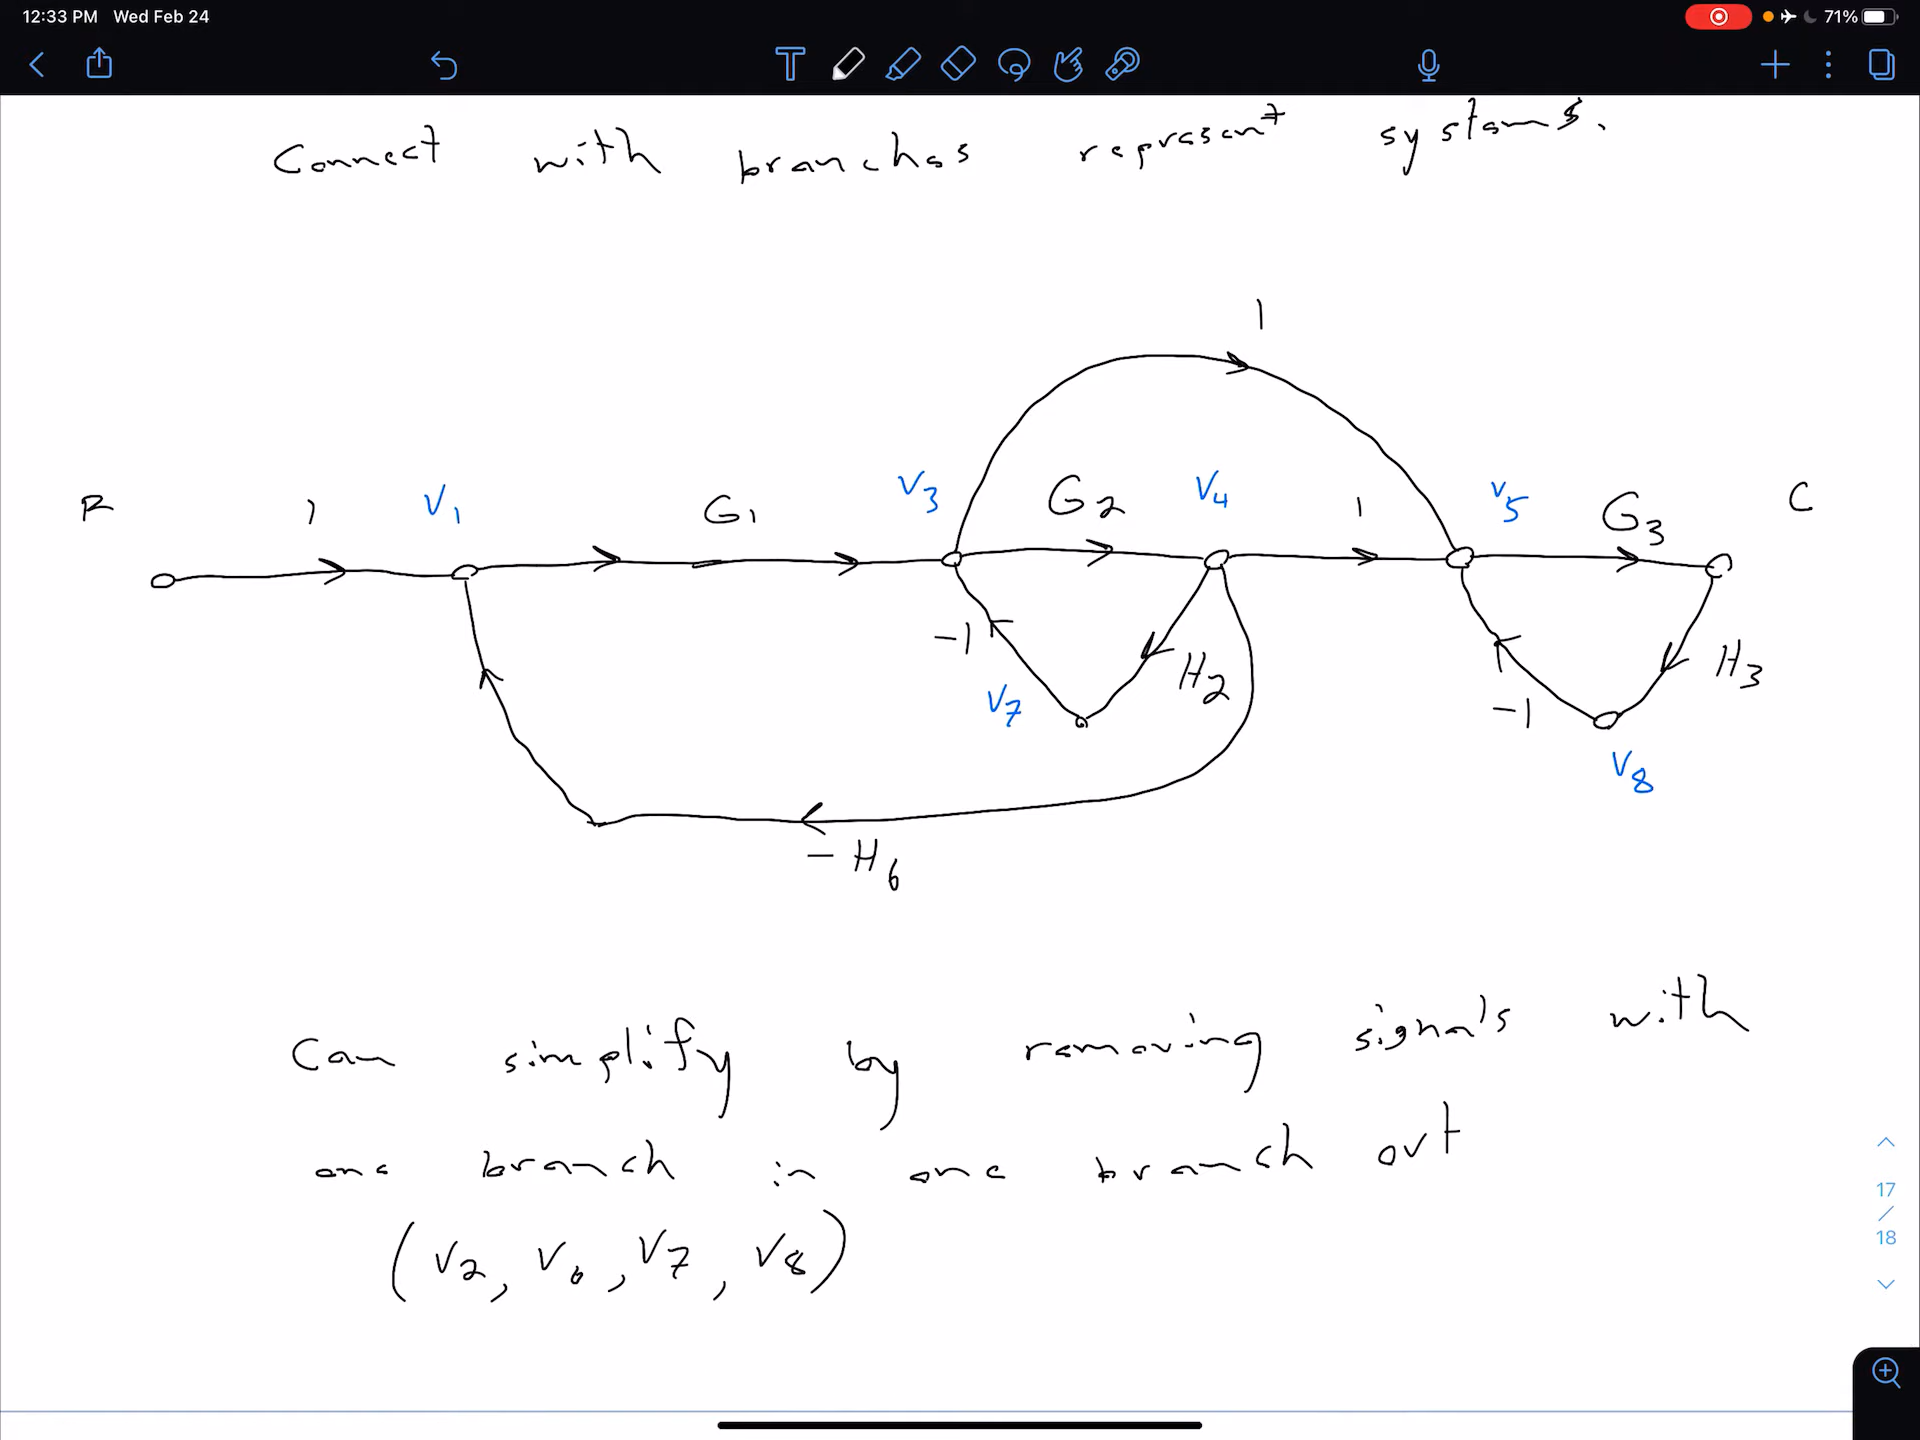 12:33 PM Wed Feb 24
71%
T
Connect with branches represent systems.
1
R 1 V1 G1 V3 G2 V4 1 V5 G3 C
-1 H2 H3
V7 -1
V8
-H6
Can simplify by removing signals with
one branch in one branch out
(V2, V6, V7, V8)
17
/
18